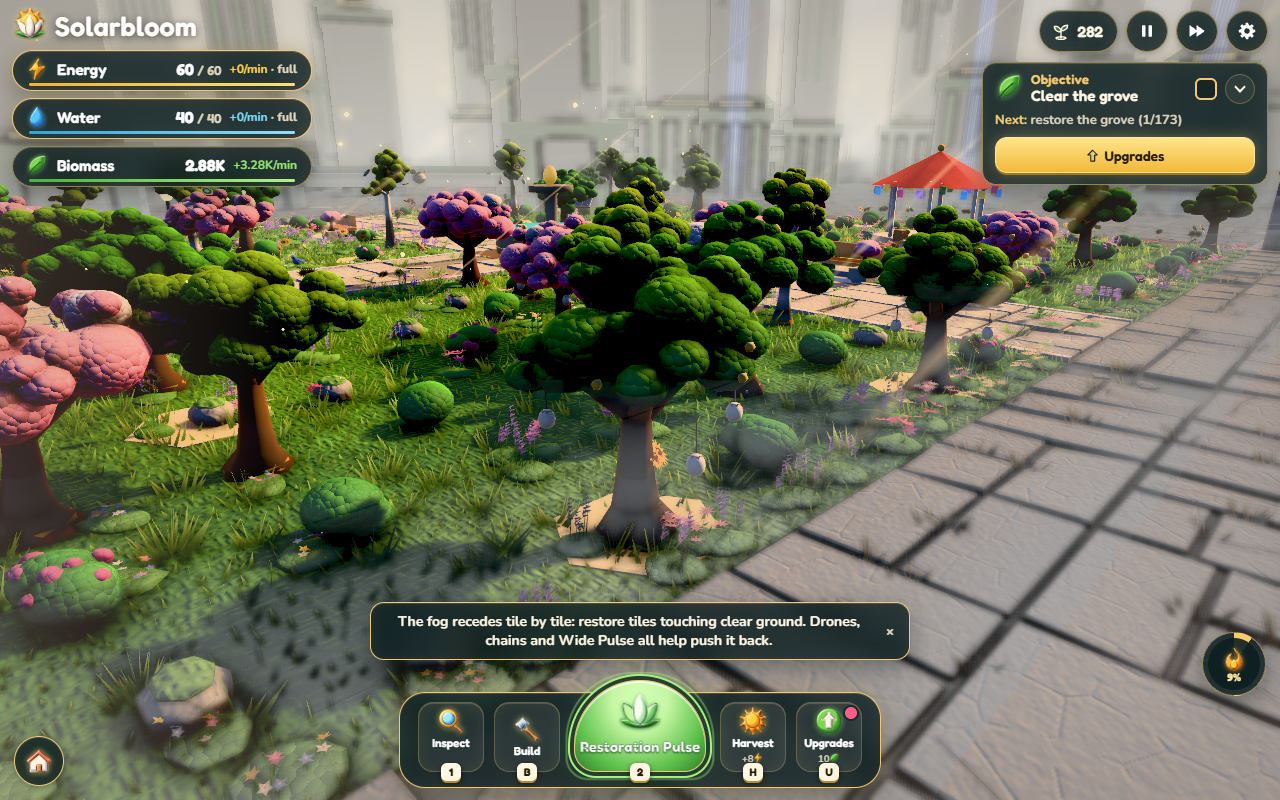 Solarbloom
Energy 60 / 60 +0/min · full
Water 40 / 40 +0/min · full
Biomass 2.88K +3.28K/min
282
Objective
Clear the grove
Next: restore the grove (1/173)
Upgrades
The fog recedes tile by tile: restore tiles touching clear ground. Drones,
chains and Wide Pulse all help push it back.
×
9%
Inspect
1
Build
B
Restoration Pulse
2
Harvest
+8
H
Upgrades
10
U